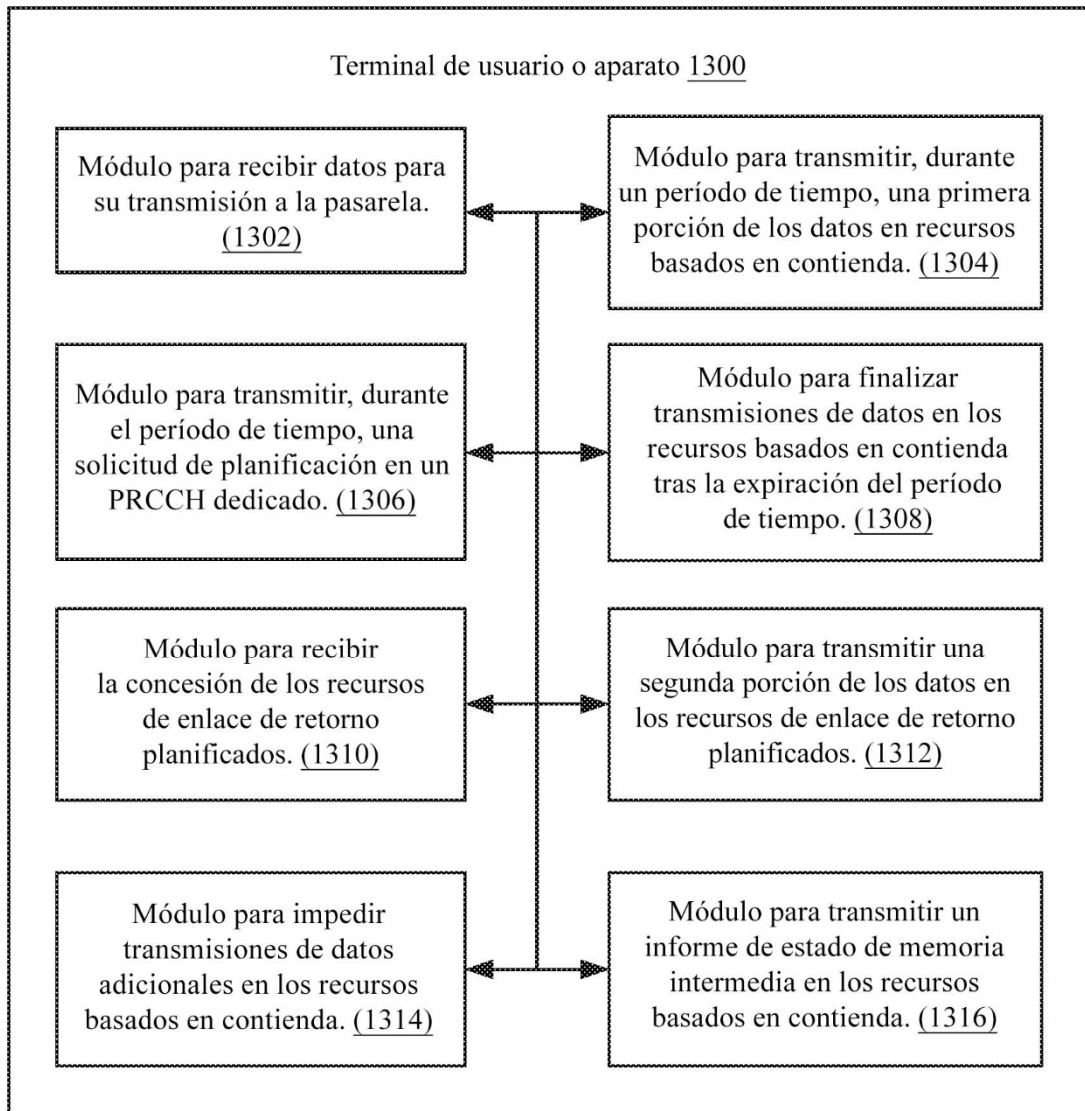 Terminal de usuario o aparato 1300
Módulo para recibir datos para
su transmisión a la pasarela.
(1302)
Módulo para transmitir, durante
un período de tiempo, una primera
porción de los datos en recursos
basados en contienda. (1304)
Módulo para transmitir, durante
el período de tiempo, una
solicitud de planificación en un
PRCCH dedicado. (1306)
Módulo para finalizar
transmisiones de datos en los
recursos basados en contienda
tras la expiración del período
de tiempo. (1308)
Módulo para recibir
la concesión de los recursos
de enlace de retorno
planificados. (1310)
Módulo para transmitir una
segunda porción de los datos en
los recursos de enlace de retorno
planificados. (1312)
Módulo para impedir
transmisiones de datos
adicionales en los recursos
basados en contienda. (1314)
Módulo para transmitir un
informe de estado de memoria
intermedia en los recursos
basados en contienda. (1316)